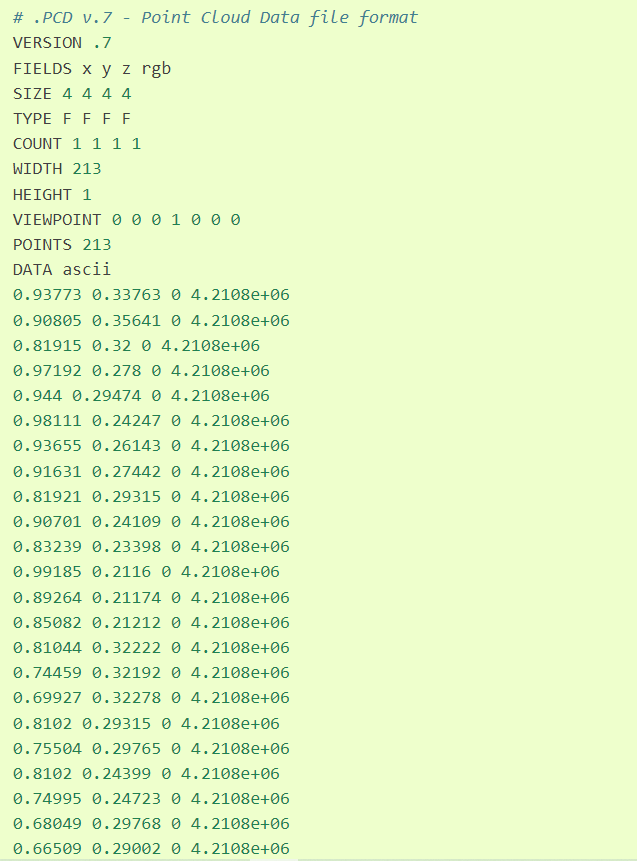 # .PCD v.7 - Point Cloud Data file format
VERSION .7
FIELDS x y z rgb
SIZE 4 4 4 4
TYPE F F F F
COUNT 1 1 1 1
WIDTH 213
HEIGHT 1
VIEWPOINT 0 0 0 1 0 0 0
POINTS 213
DATA ascii
0.93773 0.33763 0 4.2108e+06
0.90805 0.35641 0 4.2108e+06
0.81915 0.32 0 4.2108e+06
0.97192 0.278 0 4.2108e+06
0.944 0.29474 0 4.2108e+06
0.98111 0.24247 0 4.2108e+06
0.93655 0.26143 0 4.2108e+06
0.91631 0.27442 0 4.2108e+06
0.81921 0.29315 0 4.2108e+06
0.90701 0.24109 0 4.2108e+06
0.83239 0.23398 0 4.2108e+06
0.99185 0.2116 0 4.2108e+06
0.89264 0.21174 0 4.2108e+06
0.85082 0.21212 0 4.2108e+06
0.81044 0.32222 0 4.2108e+06
0.74459 0.32192 0 4.2108e+06
0.69927 0.32278 0 4.2108e+06
0.8102 0.29315 0 4.2108e+06
0.75504 0.29765 0 4.2108e+06
0.8102 0.24399 0 4.2108e+06
0.74995 0.24723 0 4.2108e+06
0.68049 0.29768 0 4.2108e+06
0.66509 0.29002 0 4.2108e+06